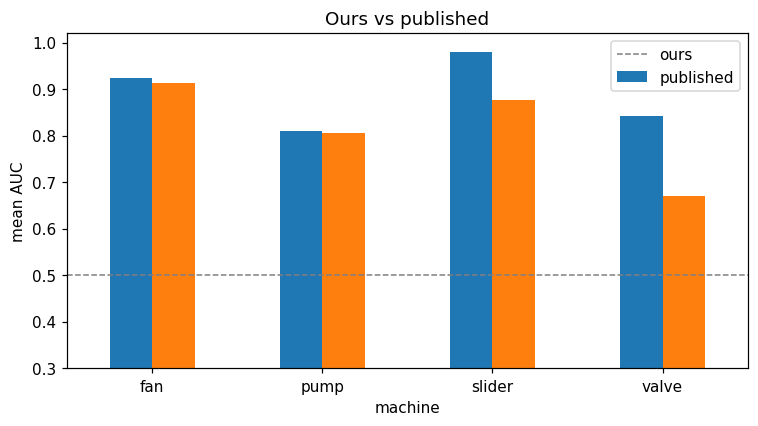 Ours vs published
1.0
0.9
0.8
0.7
0.6
0.5
0.4
0.3
mean AUC
ours
published
fan pump slider valve
machine